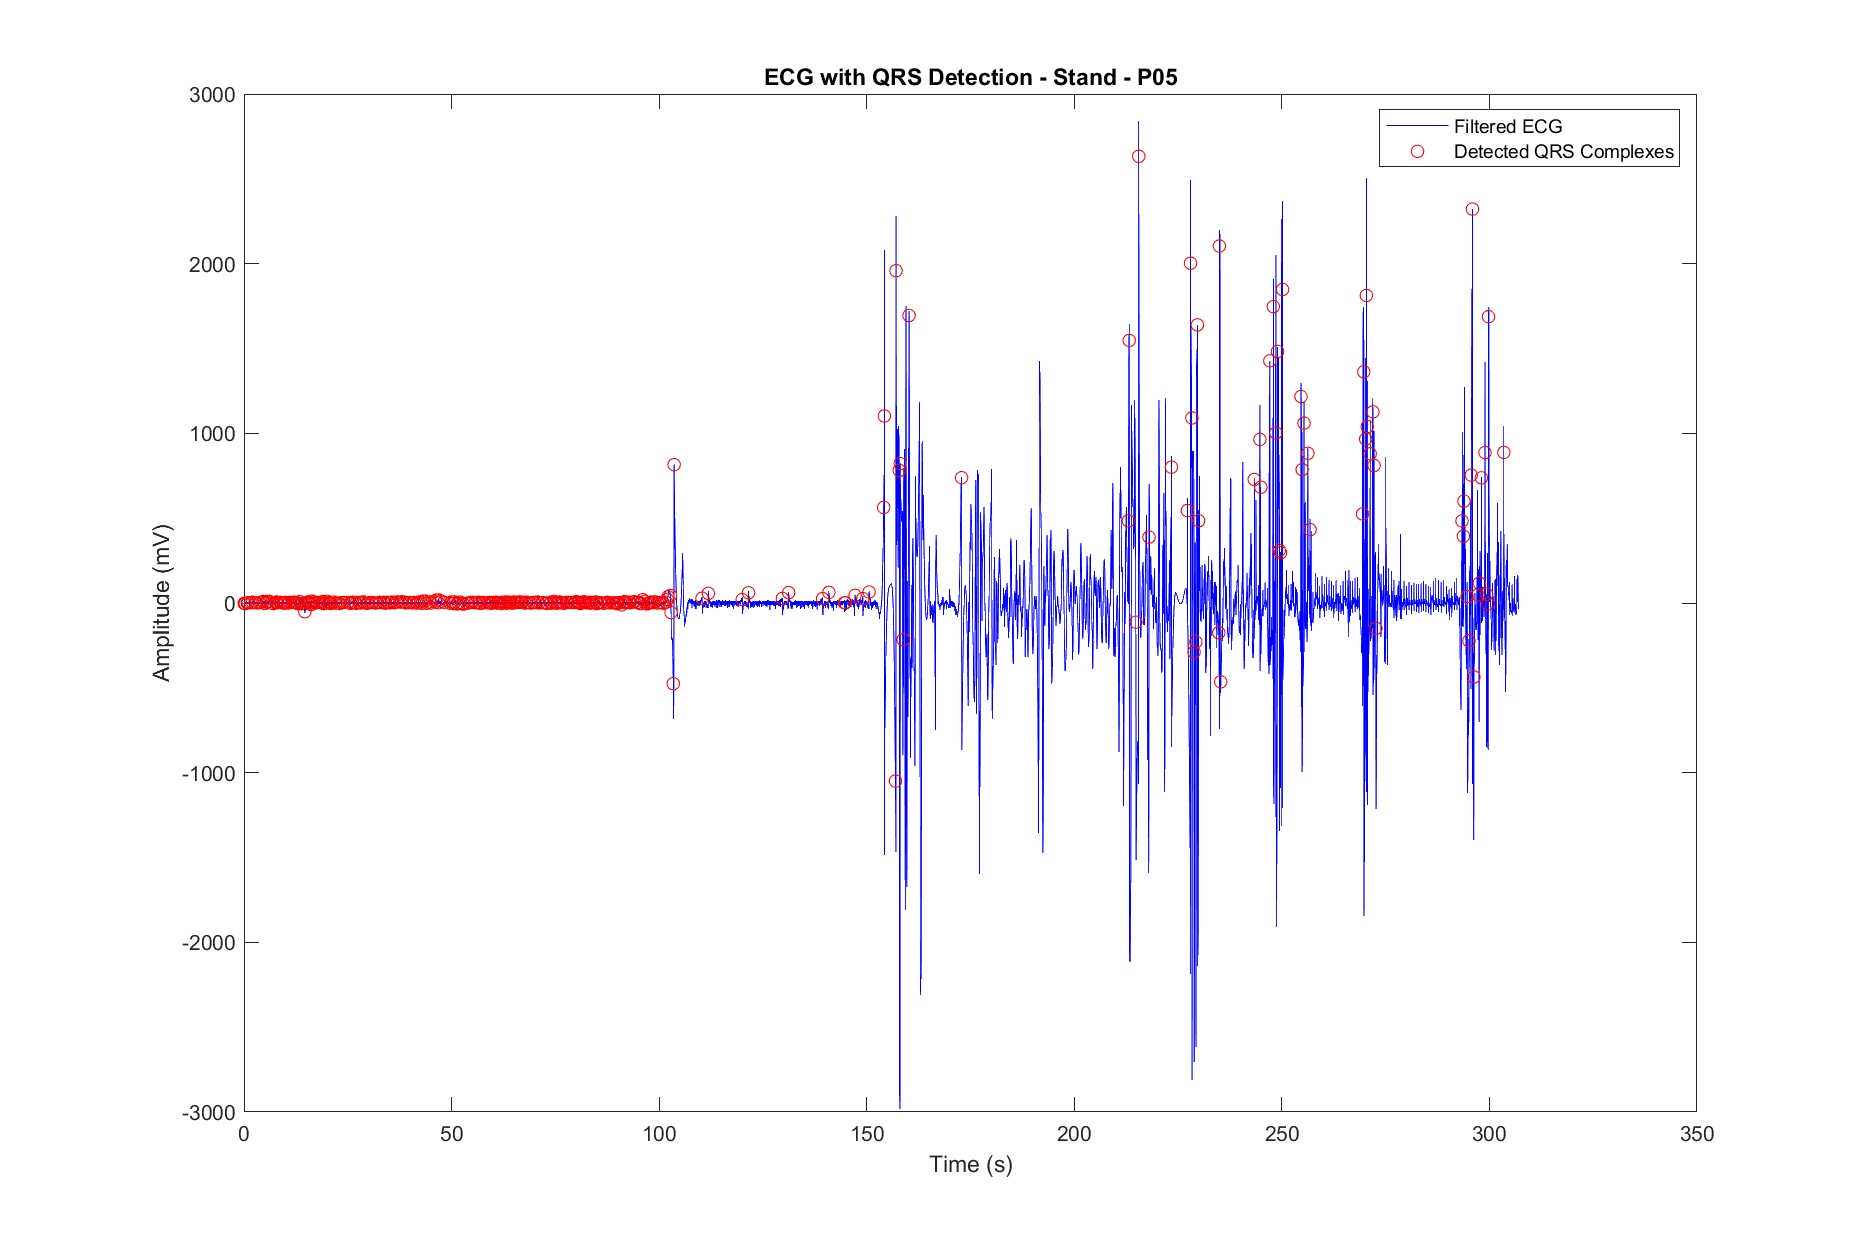 ECG with QRS Detection - Stand - P05
Filtered ECG
Detected QRS Complexes
3000
2000
1000
0
-1000
-2000
-3000
Amplitude (mV)
0 50 100 150 200 250 300 350
Time (s)